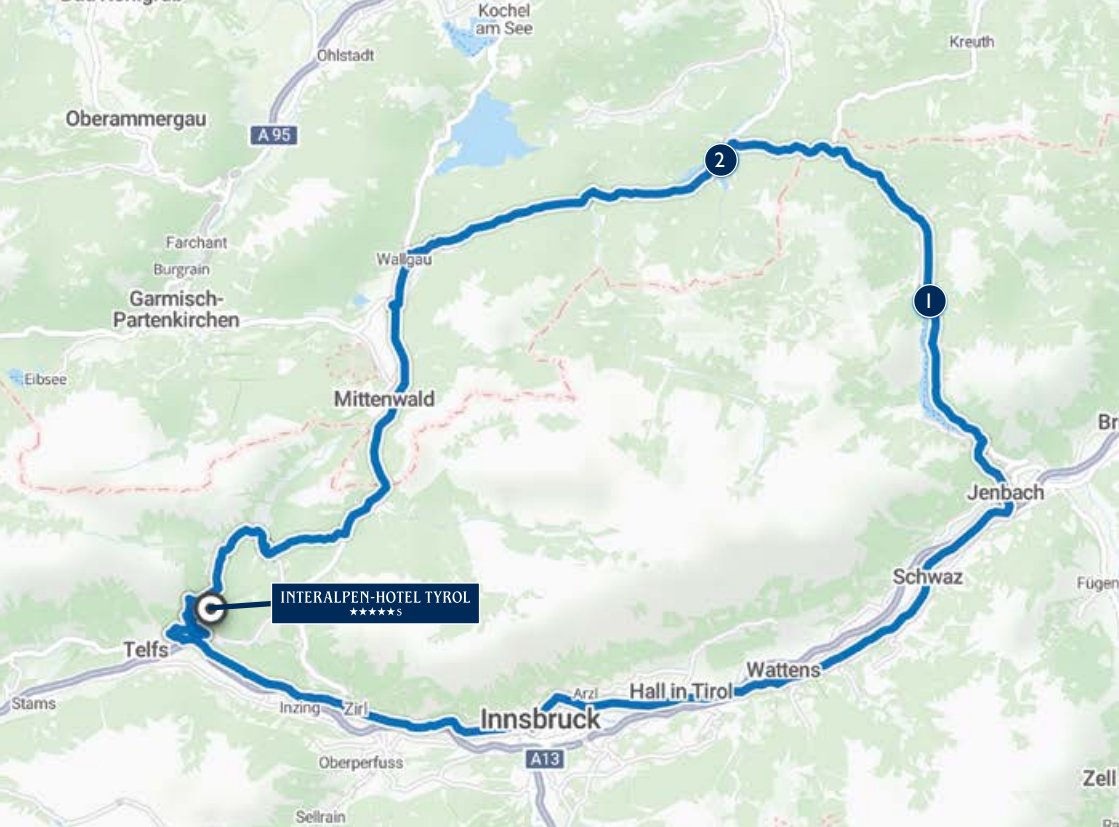 Kochel
am See
Kreuth
Ohlstadt
Oberammergau
A 95
2
Farchant
Wallgau
Burgrain
Garmisch-
Partenkirchen
1
Eibsee
Mittenwald
Br
Jenbach
Schwaz
Fügen
INTERALPEN-HOTEL TYROL
★★★★★S
Telfs
Wattens
Stams
Inzing
Zirl
Arzl
Hall in Tirol
Innsbruck
A13
Oberperfuss
Zell
Sellrain